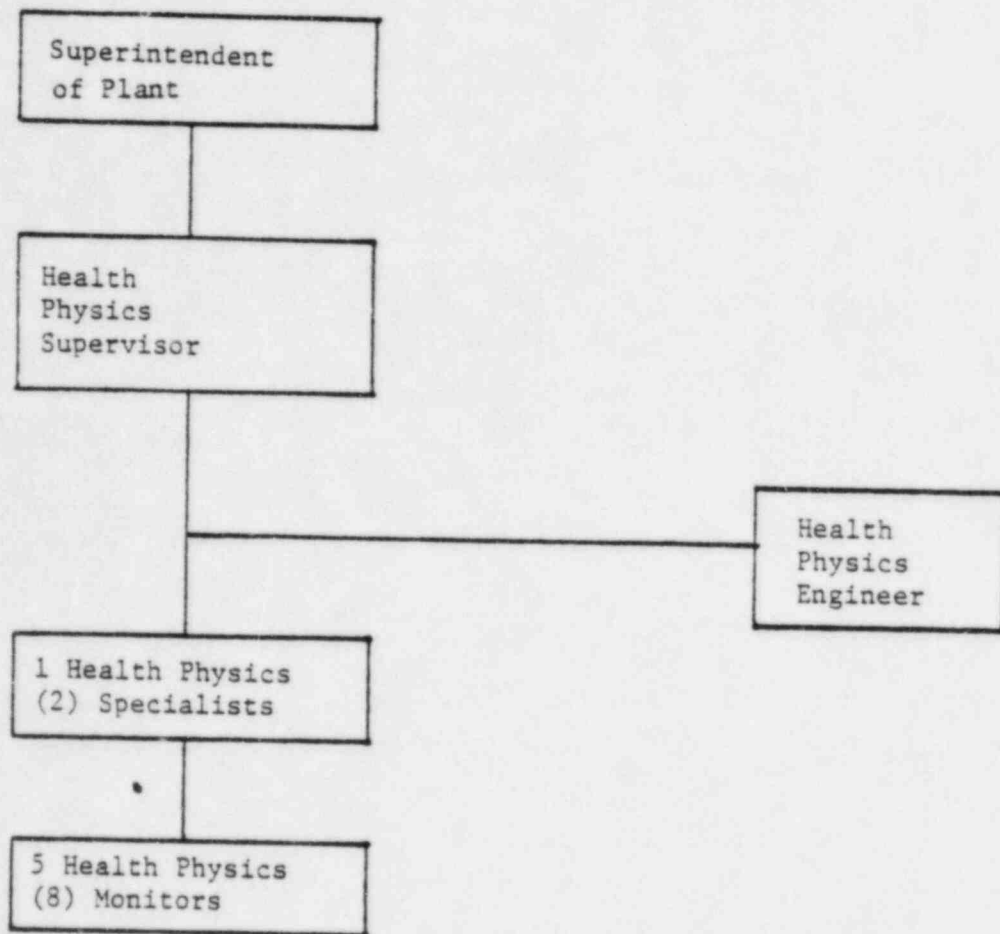 Superintendent
of Plant
Health
Physics
Supervisor
Health
Physics
Engineer
1 Health Physics
(2) Specialists
5 Health Physics
(8) Monitors